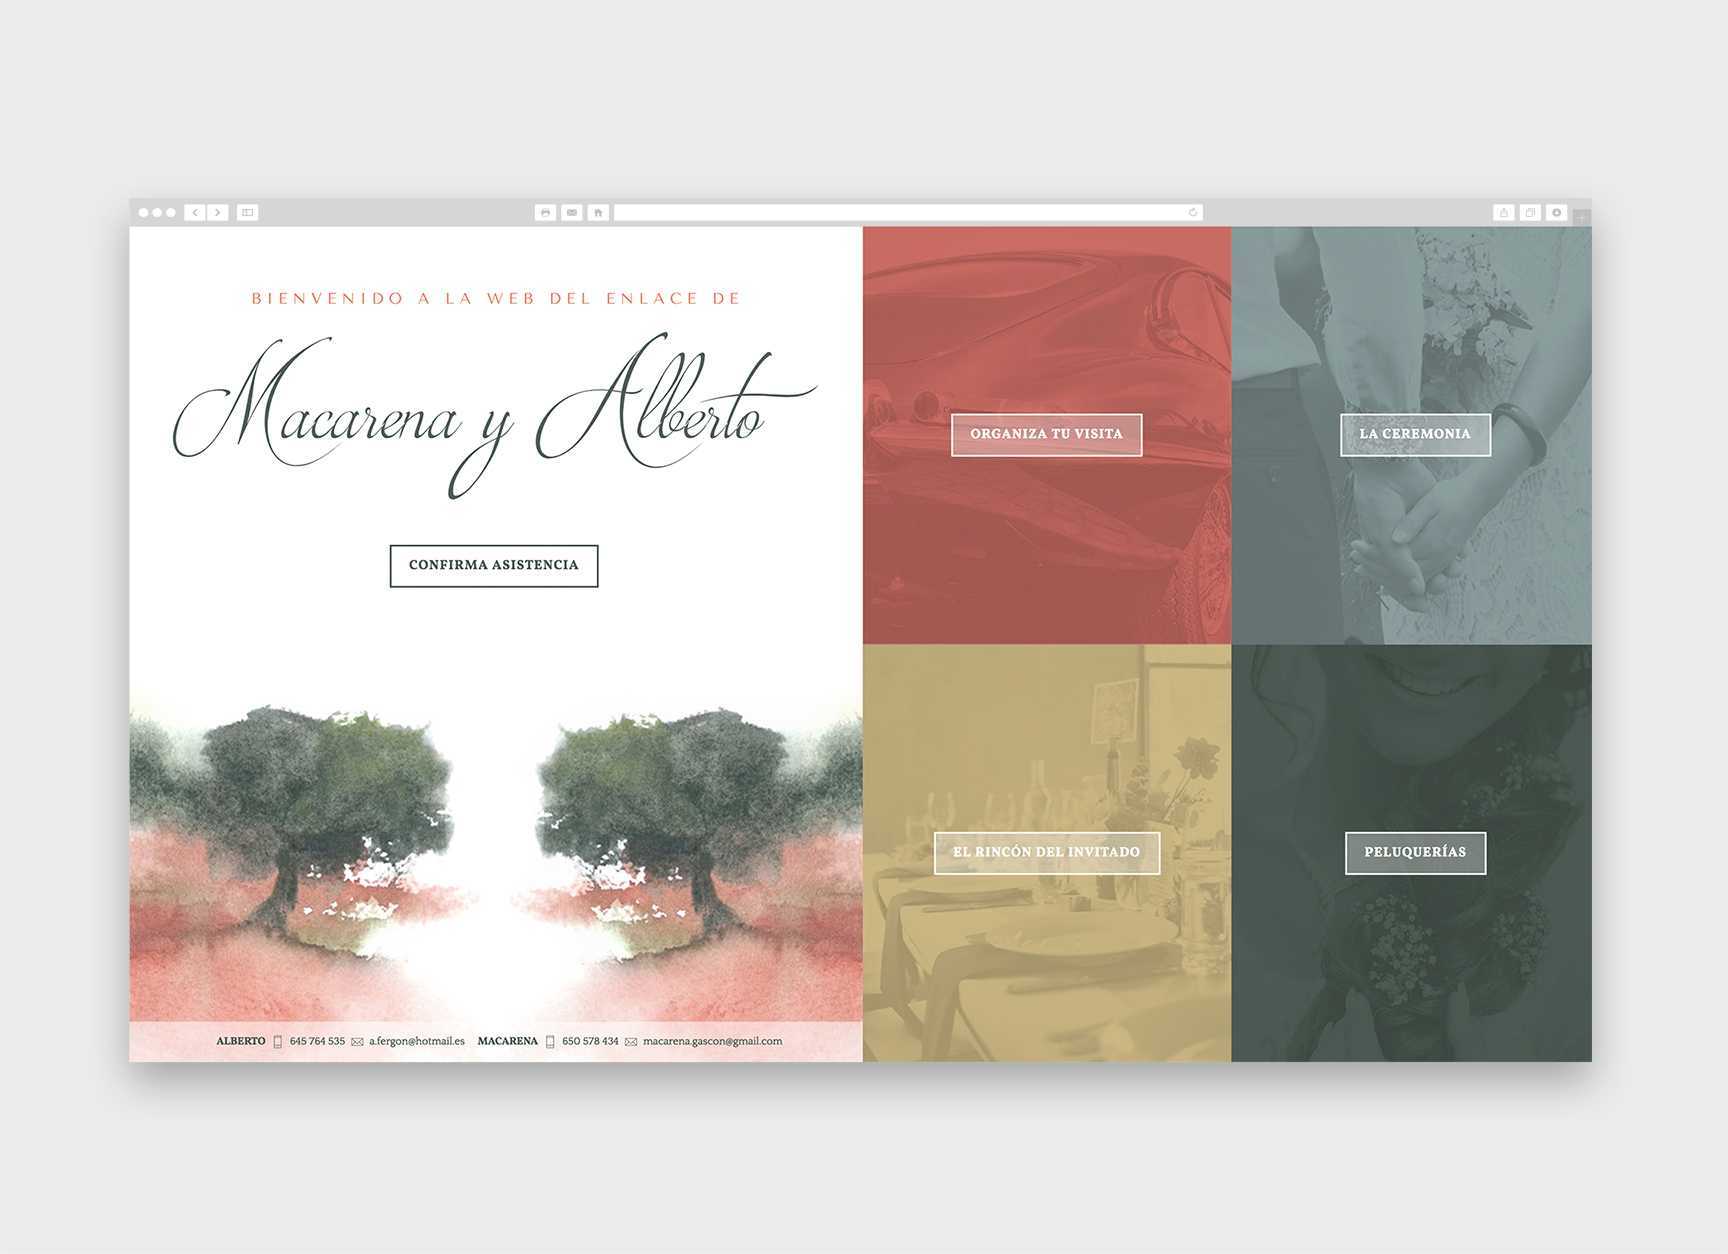 BIENVENIDO A LA WEB DEL ENLACE DE
Macarena y Alberto
CONFIRMA ASISTENCIA
ALBERTO 645 764 535 a.fergon@hotmail.es MACARENA 650 578 434 macarena.gascon@gmail.com
ORGANIZA TU VISITA
LA CEREMONIA
EL RINCÓN DEL INVITADO
PELUQUERÍAS